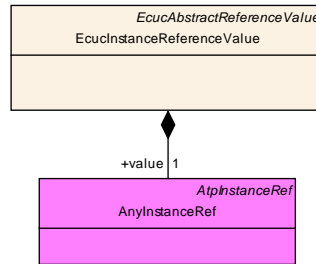 EcucAbstractReferenceValue
EcucInstanceReferenceValue
+value 1
AtpInstanceRef
AnyInstanceRef